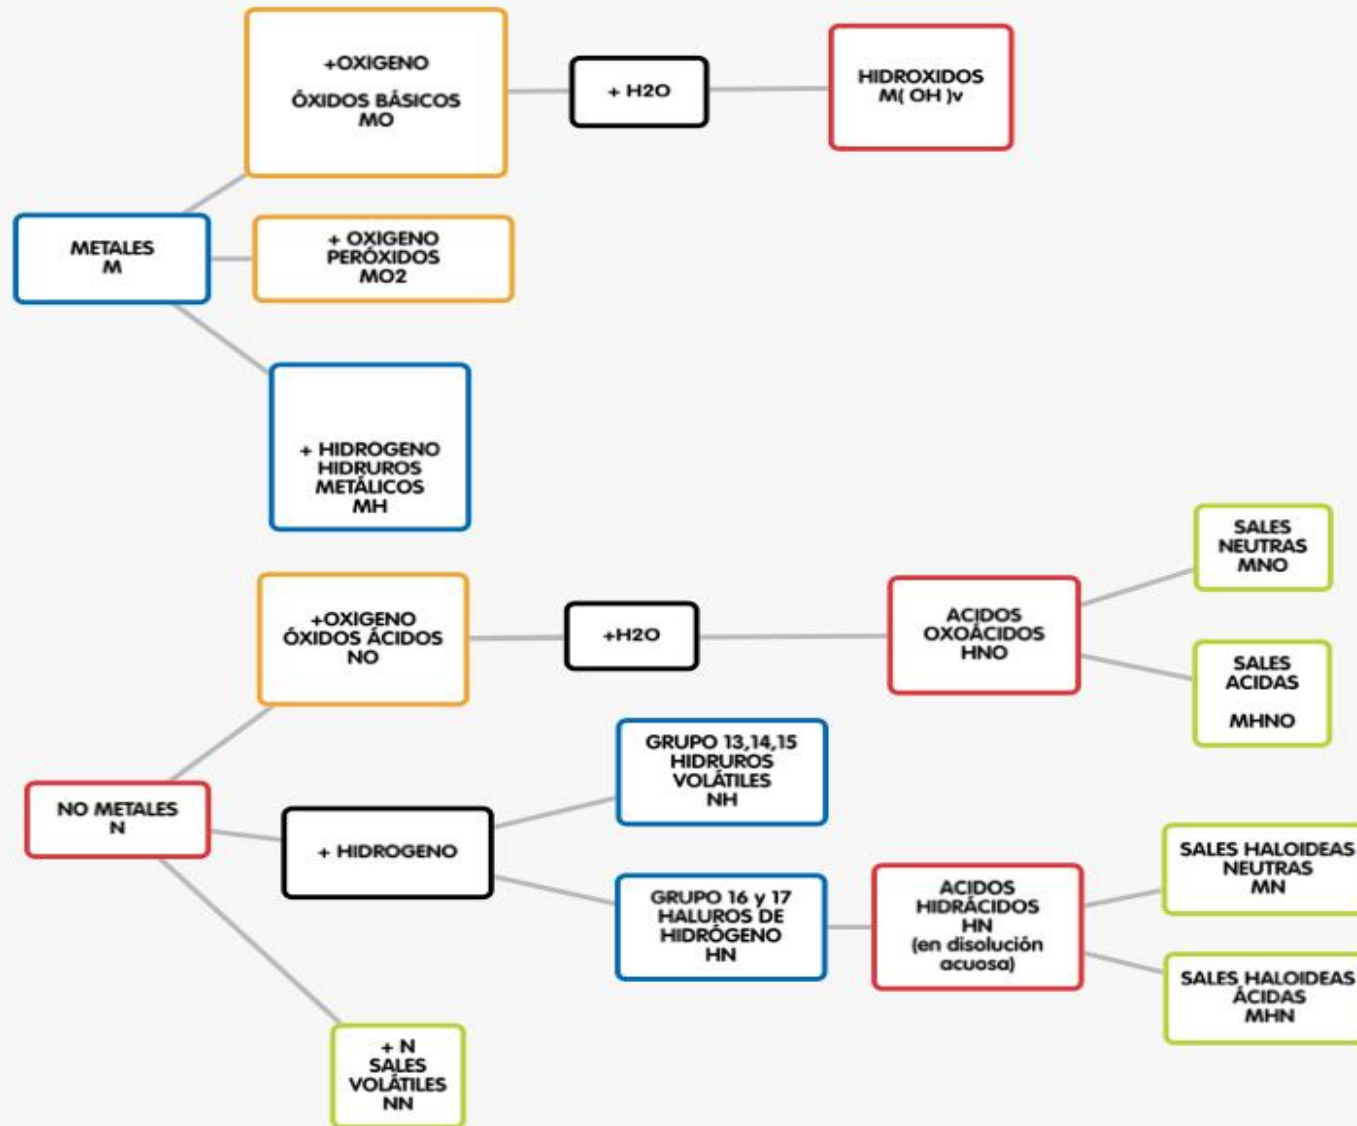 +OXIGENO
ÓXIDOS BÁSICOS
MO
+ H2O
HIDROXIDOS
M( OH )v
METALES
M
+ OXIGENO
PERÓXIDOS
MO2
+ HIDROGENO
HIDRUROS
METÁLICOS
MH
+OXIGENO
ÓXIDOS ÁCIDOS
NO
+H2O
ACIDOS
OXOÁCIDOS
HNO
SALES
NEUTRAS
MNO
SALES
ACIDAS
MHNO
NO METALES
N
+ HIDROGENO
GRUPO 13,14,15
HIDRUROS
VOLÁTILES
NH
GRUPO 16 y 17
HALUROS DE
HIDRÓGENO
HN
ACIDOS
HIDRÁCIDOS
HN
(en disolución
acuosa)
SALES HALOIDEAS
NEUTRAS
MN
SALES HALOIDEAS
ÁCIDAS
MHN
+ N
SALES
VOLÁTILES
NN